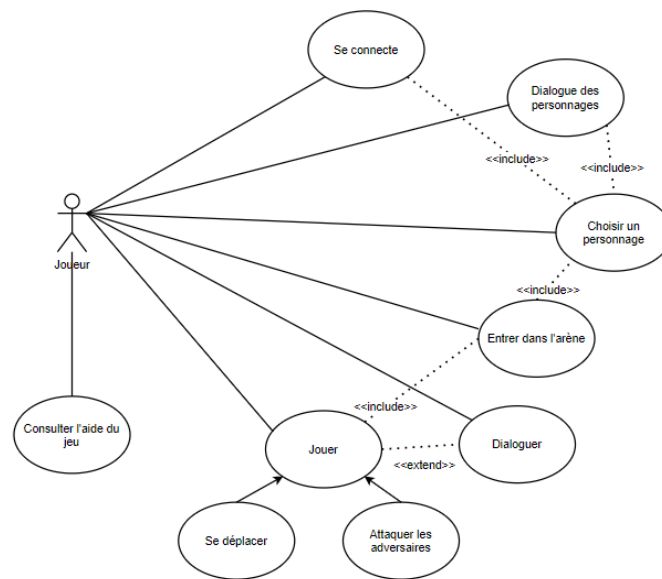 Se connecte
Dialogue des
personnages
<<include>>
<<include>>
Choisir un
personnage
Joueur
<<include>>
Entrer dans l'arène
<<include>>
Consulter l'aide du
jeu
Jouer
Dialoguer
<<extend>>
Se déplacer
Attaquer les
adversaires